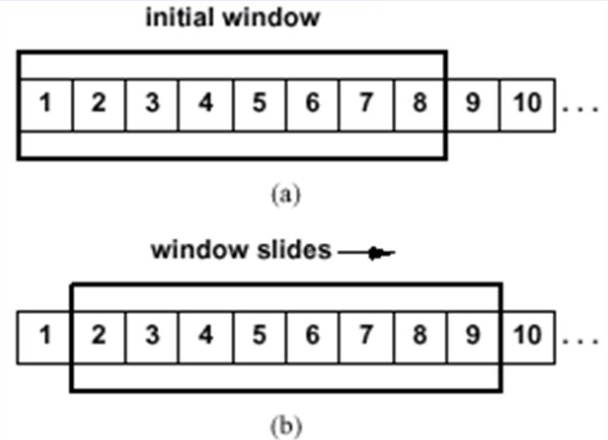 initial window
1 2 3 4 5 6 7 8 9 10 ...
(a)
window slides
1 2 3 4 5 6 7 8 9 10 ...
(b)